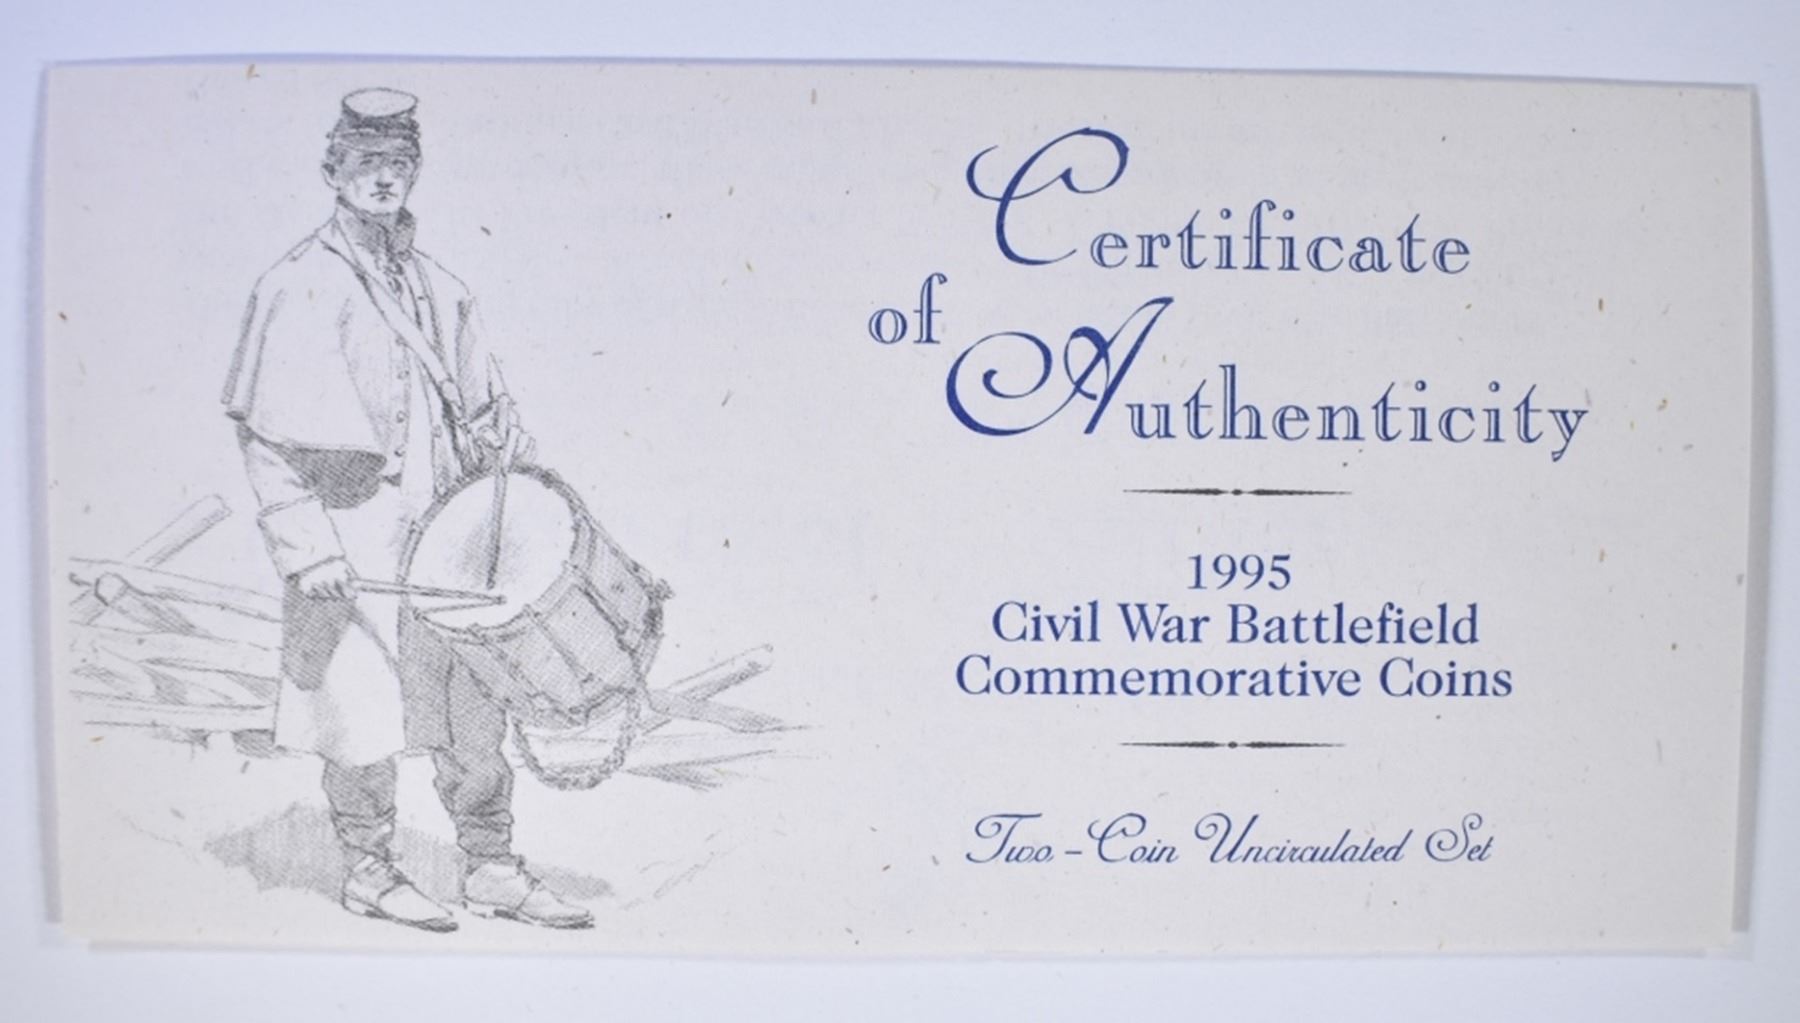 Certificate
of Authenticity
1995
Civil War Battlefield
Commemorative Coins
Two-Coin Uncirculated Set